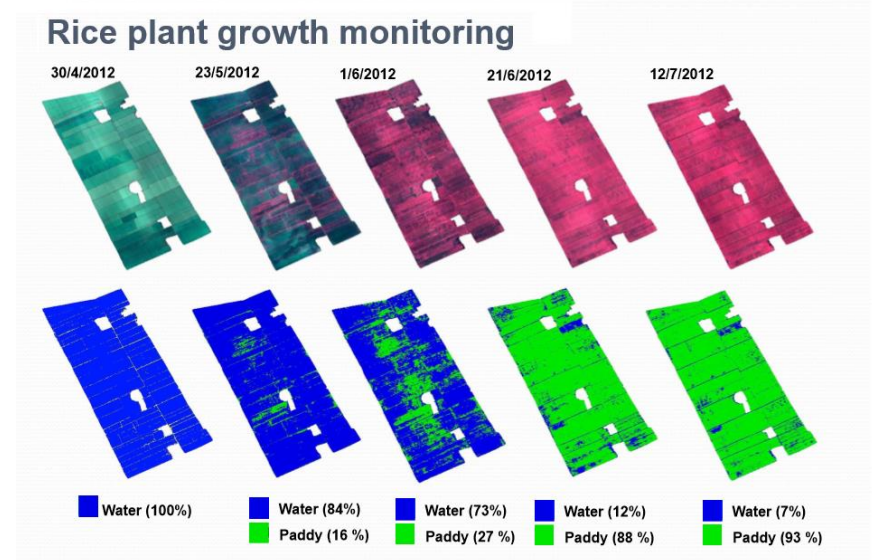 Rice plant growth monitoring
30/4/2012 23/5/2012 1/6/2012 21/6/2012 12/7/2012
Water (100%) Water (84%) Water (73%) Water (12%) Water (7%)
Paddy (16 %) Paddy (27 %) Paddy (88 %) Paddy (93 %)